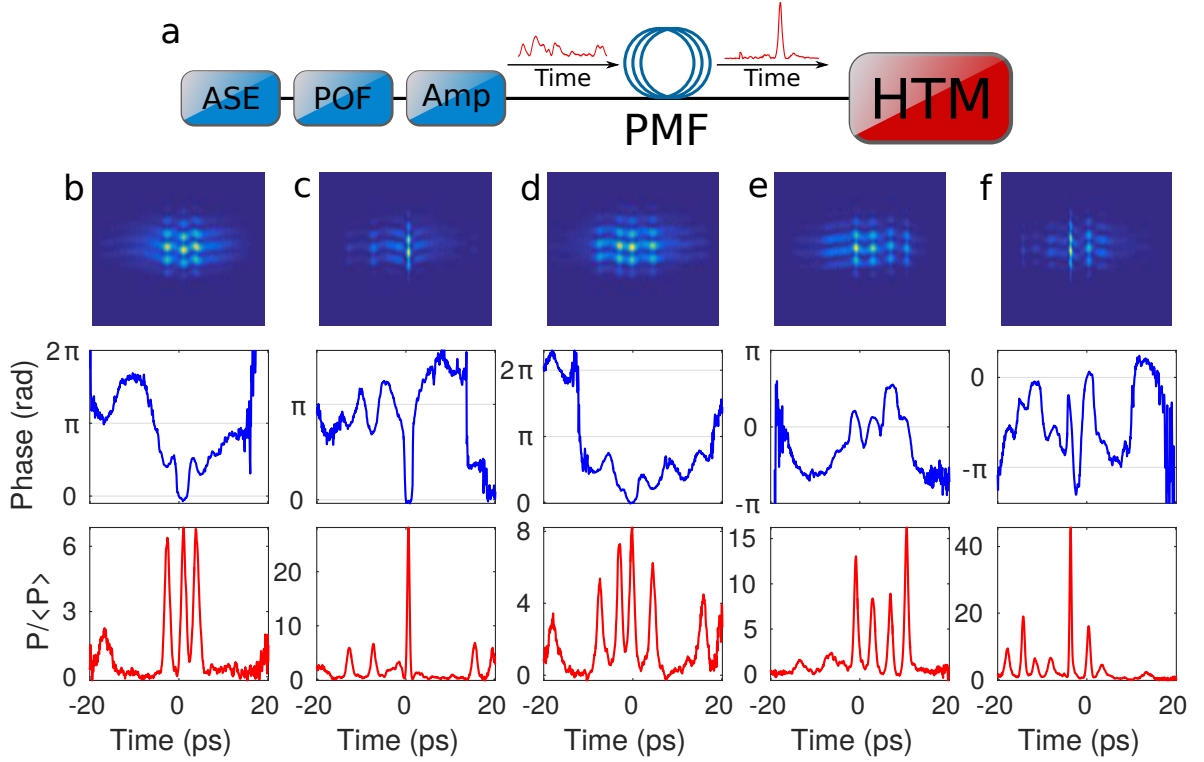 a
ASE POF Amp Time PMF Time HTM
b c d e f
Phase (rad)
2π
π
0
π
0
2π
π
0
π
0
-π
0
-π
P/<P>
6
3
0
20
10
0
8
4
0
15
10
5
0
40
20
0
-20 0 20
-20 0 20
-20 0 20
-20 0 20
-20 0 20
Time (ps) Time (ps) Time (ps) Time (ps) Time (ps)